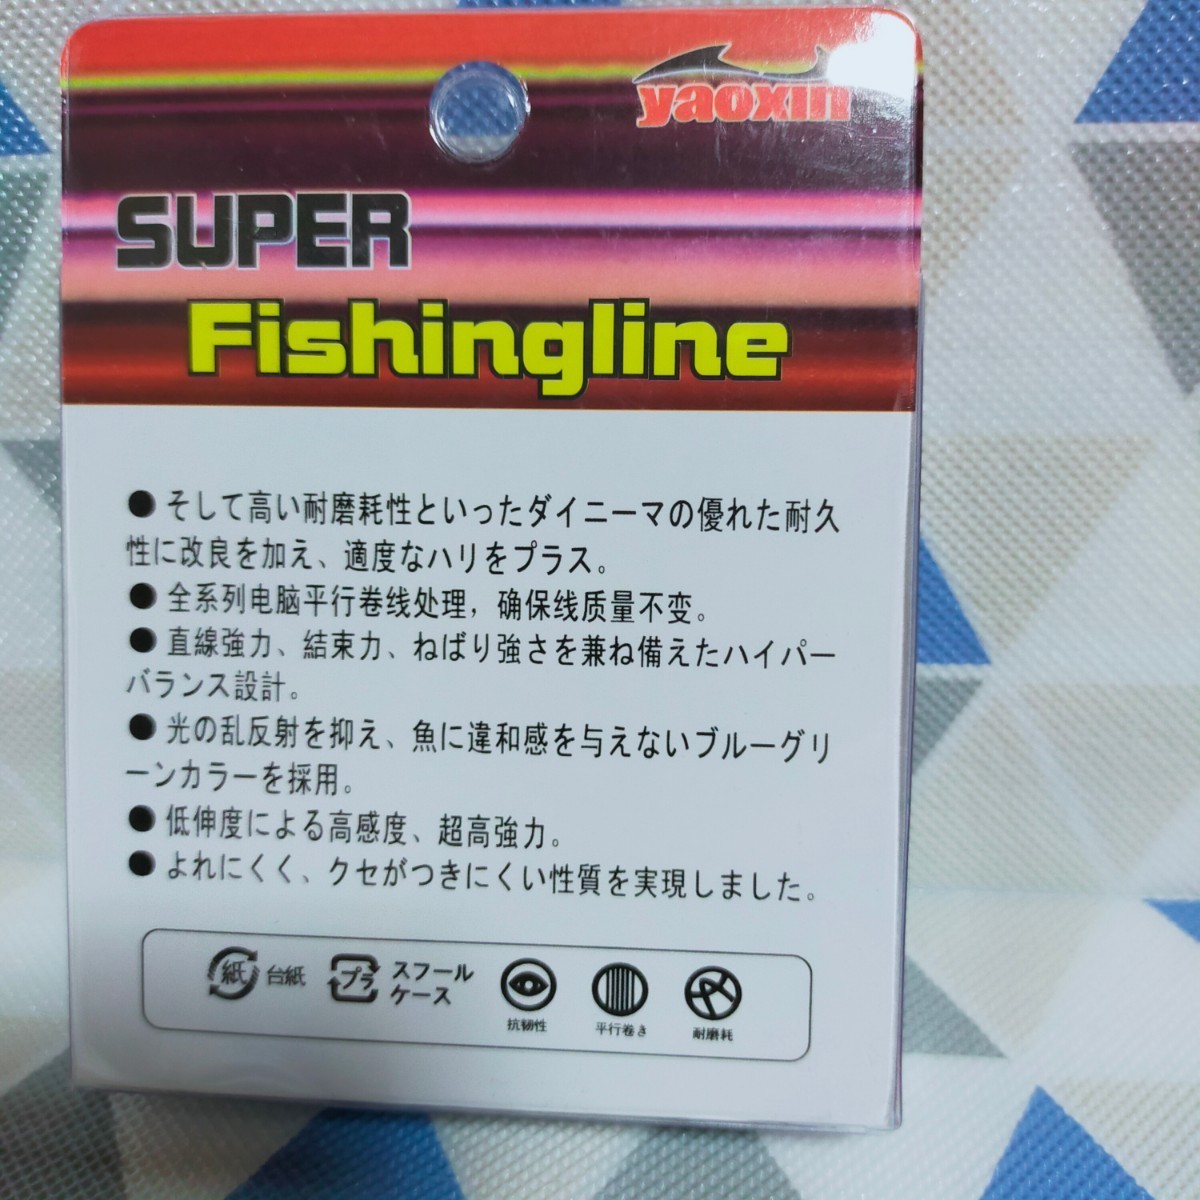 yaoxin
SUPER
Fishingline
● そして高い耐磨耗性といったダイニーマの優れた耐久
性に改良を加え、適度なハリをプラス。
● 全系列电脑平行卷线处理，确保线质量不变。
● 直線強力、結束力、ねばり強さを兼ね備えたハイパー
バランス設計。
● 光の乱反射を抑え、魚に違和感を与えないブルーグリ
ーンカラーを採用。
● 低伸度による高感度、超高強力。
● よれにくく、クセがつきにくい性質を実現しました。
紙 台紙 プラ スフール
ケース
抗韧性 平行卷き 耐磨耗